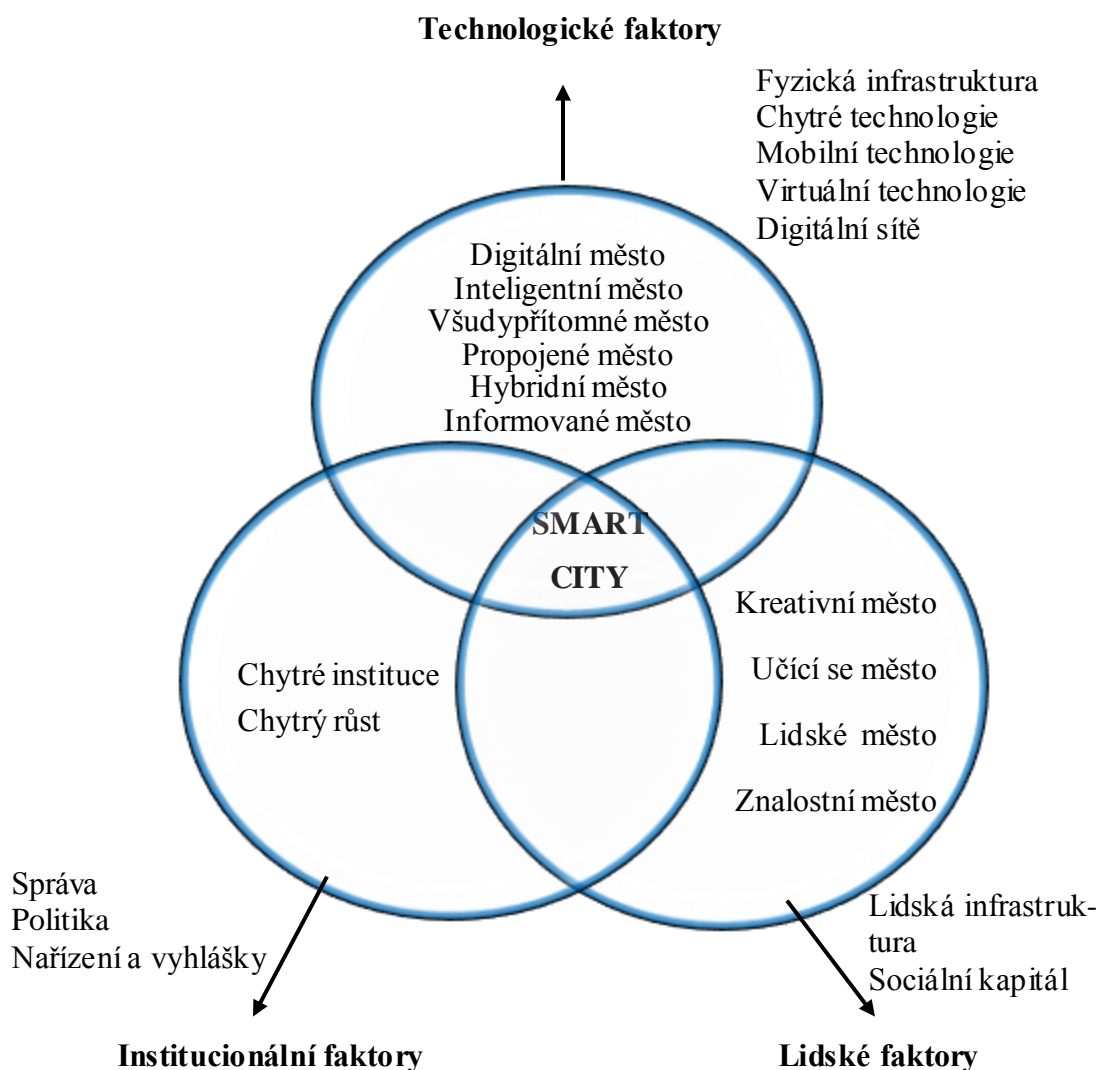 Technologické faktory
Fyzická infrastruktura
Chytré technologie
Mobilní technologie
Virtuální technologie
Digitální sítě
Digitální město
Inteligentní město
Všudypřítomné město
Propojené město
Hybridní město
Informované město
SMART
CITY
Chytré instituce
Chytrý růst
Kreativní město
Učící se město
Lidské město
Znalostní město
Správa
Politika
Nařízení a vyhlášky
Lidská infrastruk-
tura
Sociální kapitál
Institucionální faktory
Lidské faktory